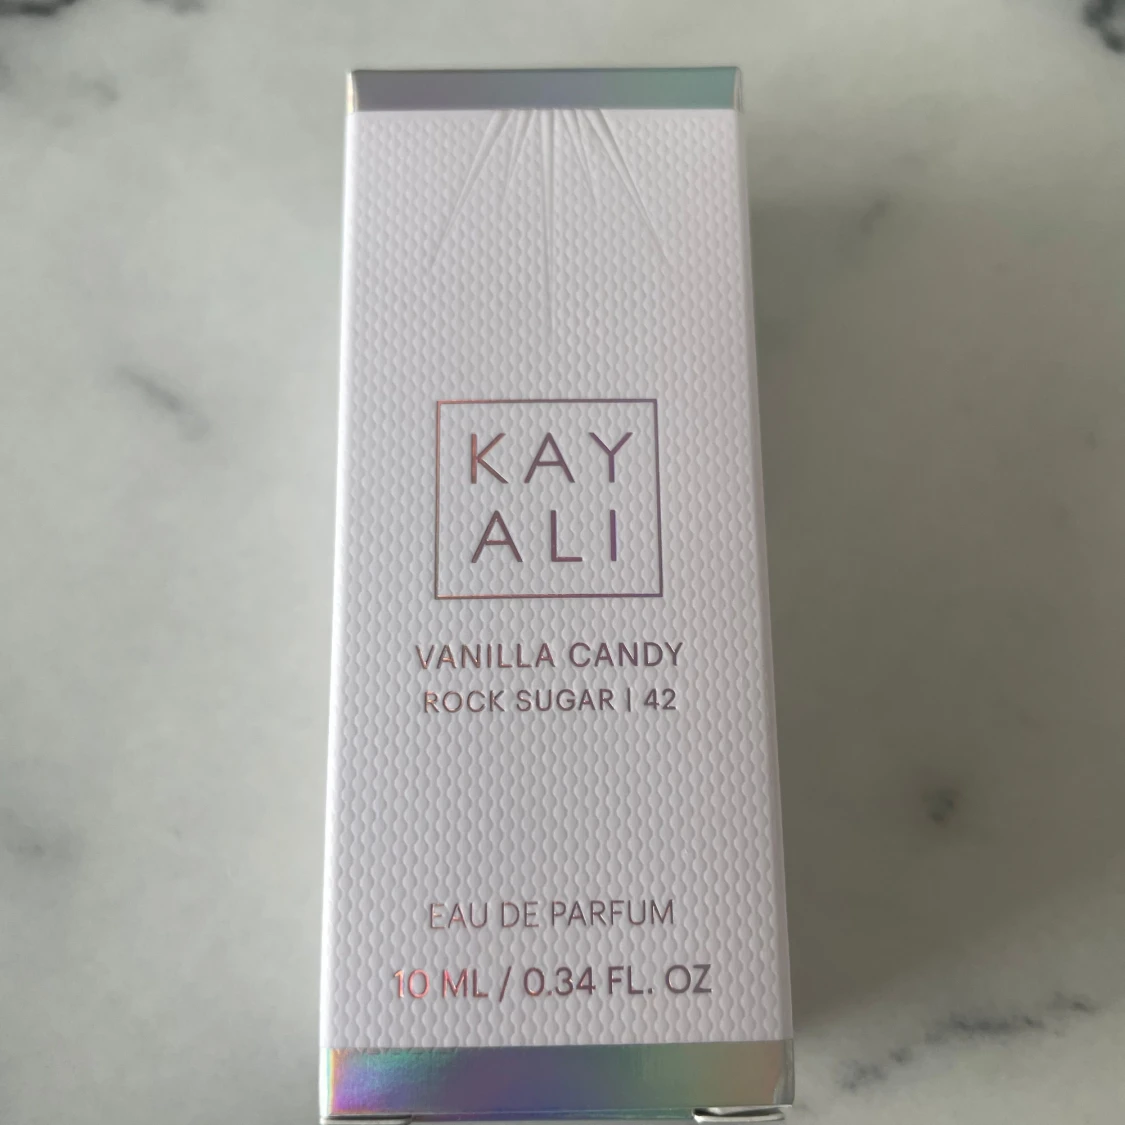 KAY
ALI
VANILLA CANDY
ROCK SUGAR | 42
EAU DE PARFUM
10 ML / 0.34 FL. OZ